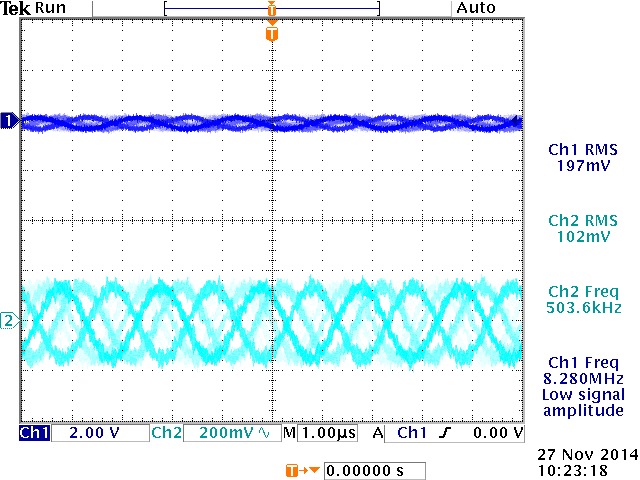 Tek Run Auto
T
T
1
Ch1 RMS
197mV
Ch2 RMS
102mV
Ch2 Freq
503.6kHz
2
Ch1 Freq
8.280MHz
Low signal
amplitude
Ch1 2.00 V Ch2 200mV M 1.00µs A Ch1 0.00 V
27 Nov 2014
10:23:18
T 0.00000 s